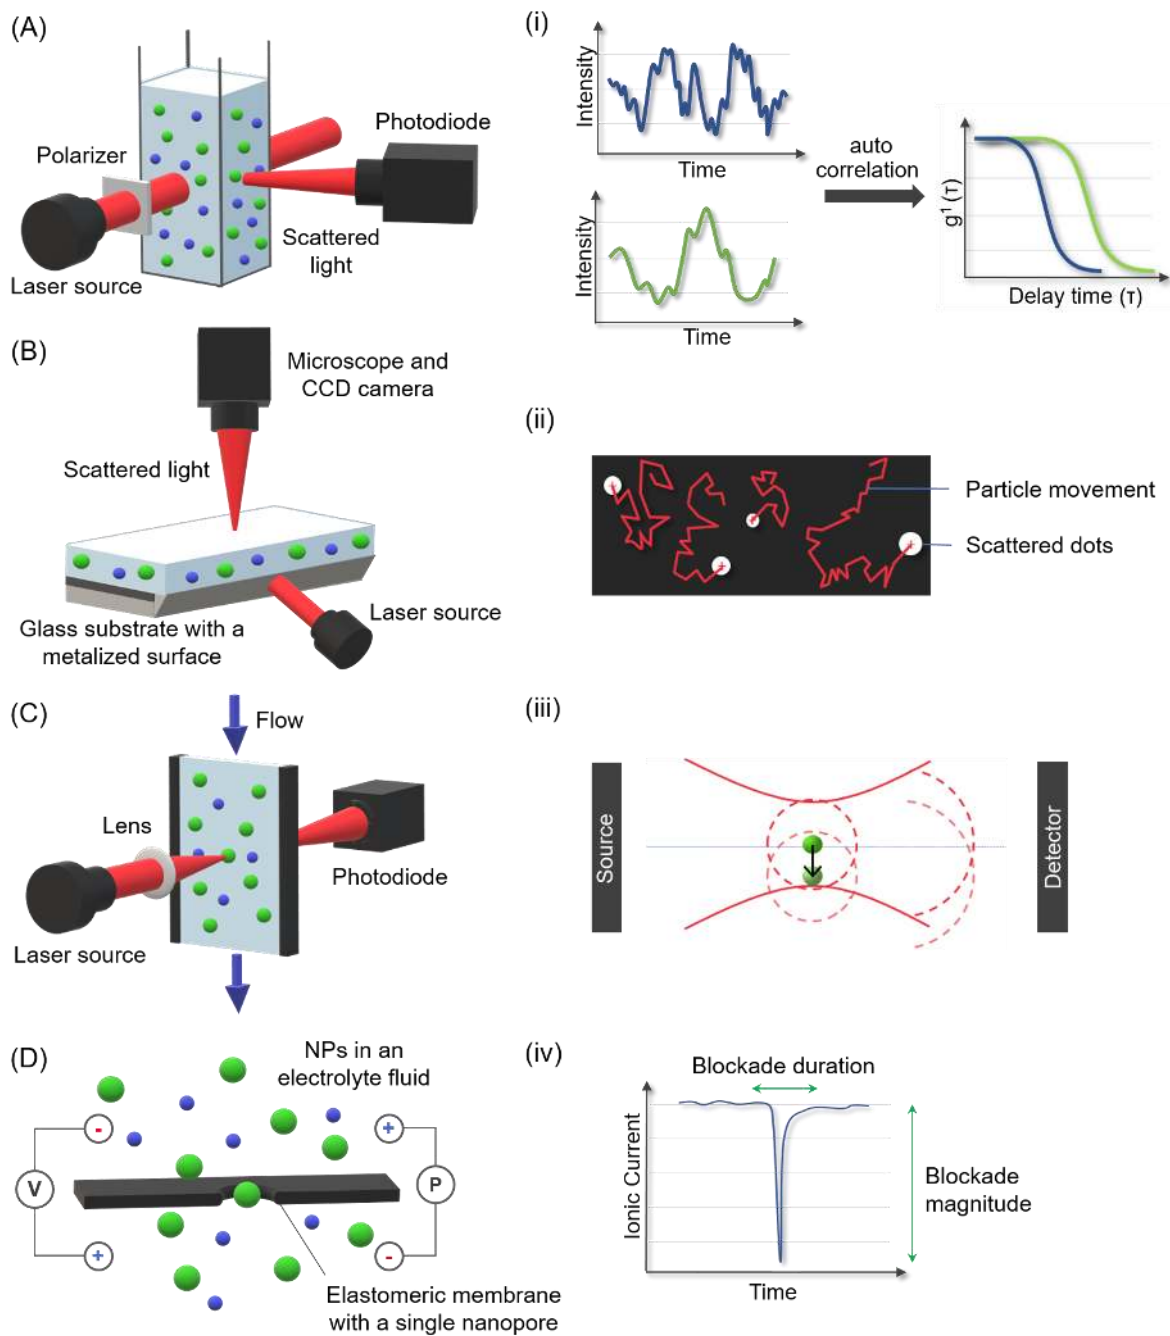 (A)
Polarizer
Laser source
Photodiode
Scattered
light
(i)
Intensity
Time
Intensity
Time
auto
correlation
g¹ (τ)
Delay time (τ)
(B)
Microscope and
CCD camera
Scattered light
Laser source
Glass substrate with a
metalized surface
(ii)
Particle movement
Scattered dots
(C)
Flow
Lens
Laser source
Photodiode
(iii)
Source
Detector
(D)
NPs in an
electrolyte fluid
-
+
V
P
+
-
Elastomeric membrane
with a single nanopore
(iv)
Blockade duration
Ionic Current
Blockade
magnitude
Time